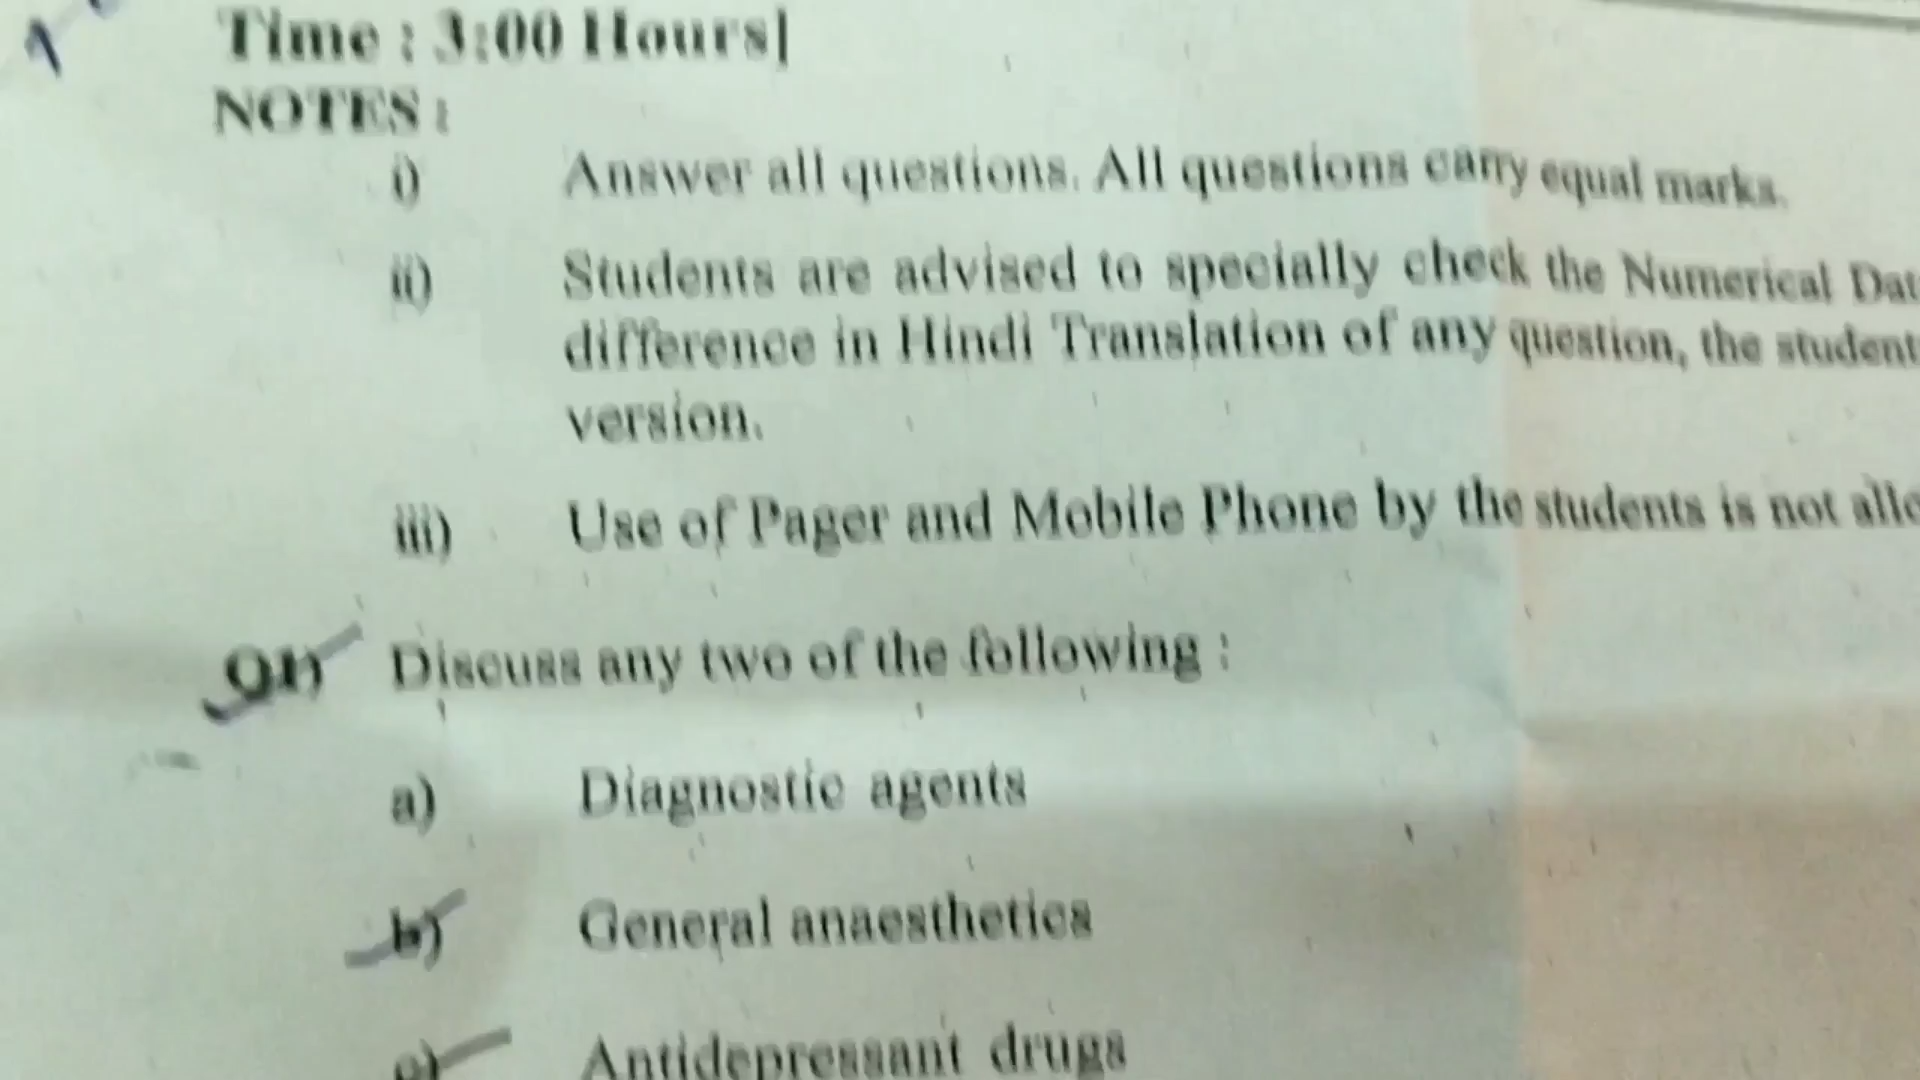 Time : 3:00 Hours]
NOTES :
i) Answer all questions. All questions carry equal marks.
ii) Students are advised to specially check the Numerical Dat
difference in Hindi Translation of any question, the student
version.
iii) Use of Pager and Mobile Phone by the students is not allo
Q1) Discuss any two of the following :
a) Diagnostic agents
b) General anaesthetics
c) Antidepressant drugs